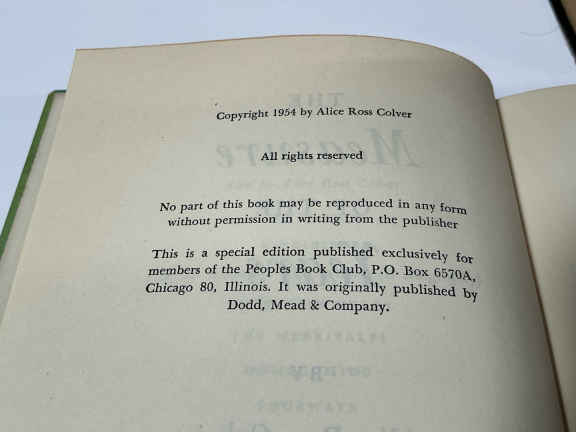 Copyright 1954 by Alice Ross Colver
All rights reserved
No part of this book may be reproduced in any form
without permission in writing from the publisher
This is a special edition published exclusively for
members of the Peoples Book Club, P.O. Box 6570A,
Chicago 80, Illinois. It was originally published by
Dodd, Mead & Company.